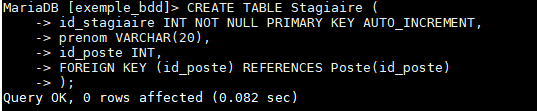 MariaDB [exemple_bdd]> CREATE TABLE Stagiaire (
    -> id_stagiaire INT NOT NULL PRIMARY KEY AUTO_INCREMENT,
    -> prenom VARCHAR(20),
    -> id_poste INT,
    -> FOREIGN KEY (id_poste) REFERENCES Poste(id_poste)
    -> );
Query OK, 0 rows affected (0.082 sec)